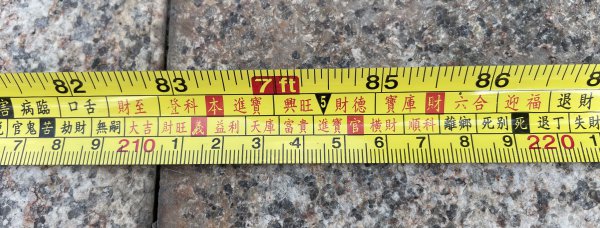 82 83 7 ft 85 86
害 病臨 口舌 財至 登科 本 進寶 興旺 5 財德 寶庫 財 六合 迎福 退財
官鬼 苦 劫財 無嗣 大吉 財旺 義 益利 天庫 富貴 進寶 官 橫財 順科 離鄉 死別 死 退丁 失財
7 8 9 210 1 2 3 4 5 6 7 8 9 220 1